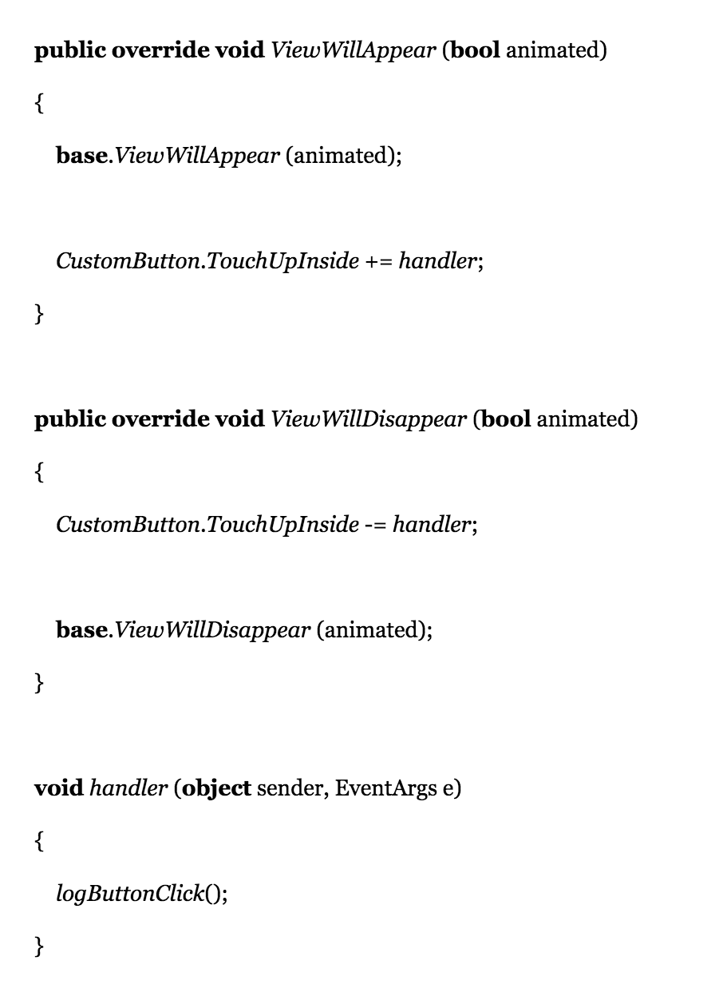 public override void ViewWillAppear (bool animated)
{
base.ViewWillAppear (animated);
CustomButton.TouchUpInside += handler;
}
public override void ViewWillDisappear (bool animated)
{
CustomButton.TouchUpInside -= handler;
base.ViewWillDisappear (animated);
}
void handler (object sender, EventArgs e)
{
logButtonClick();
}